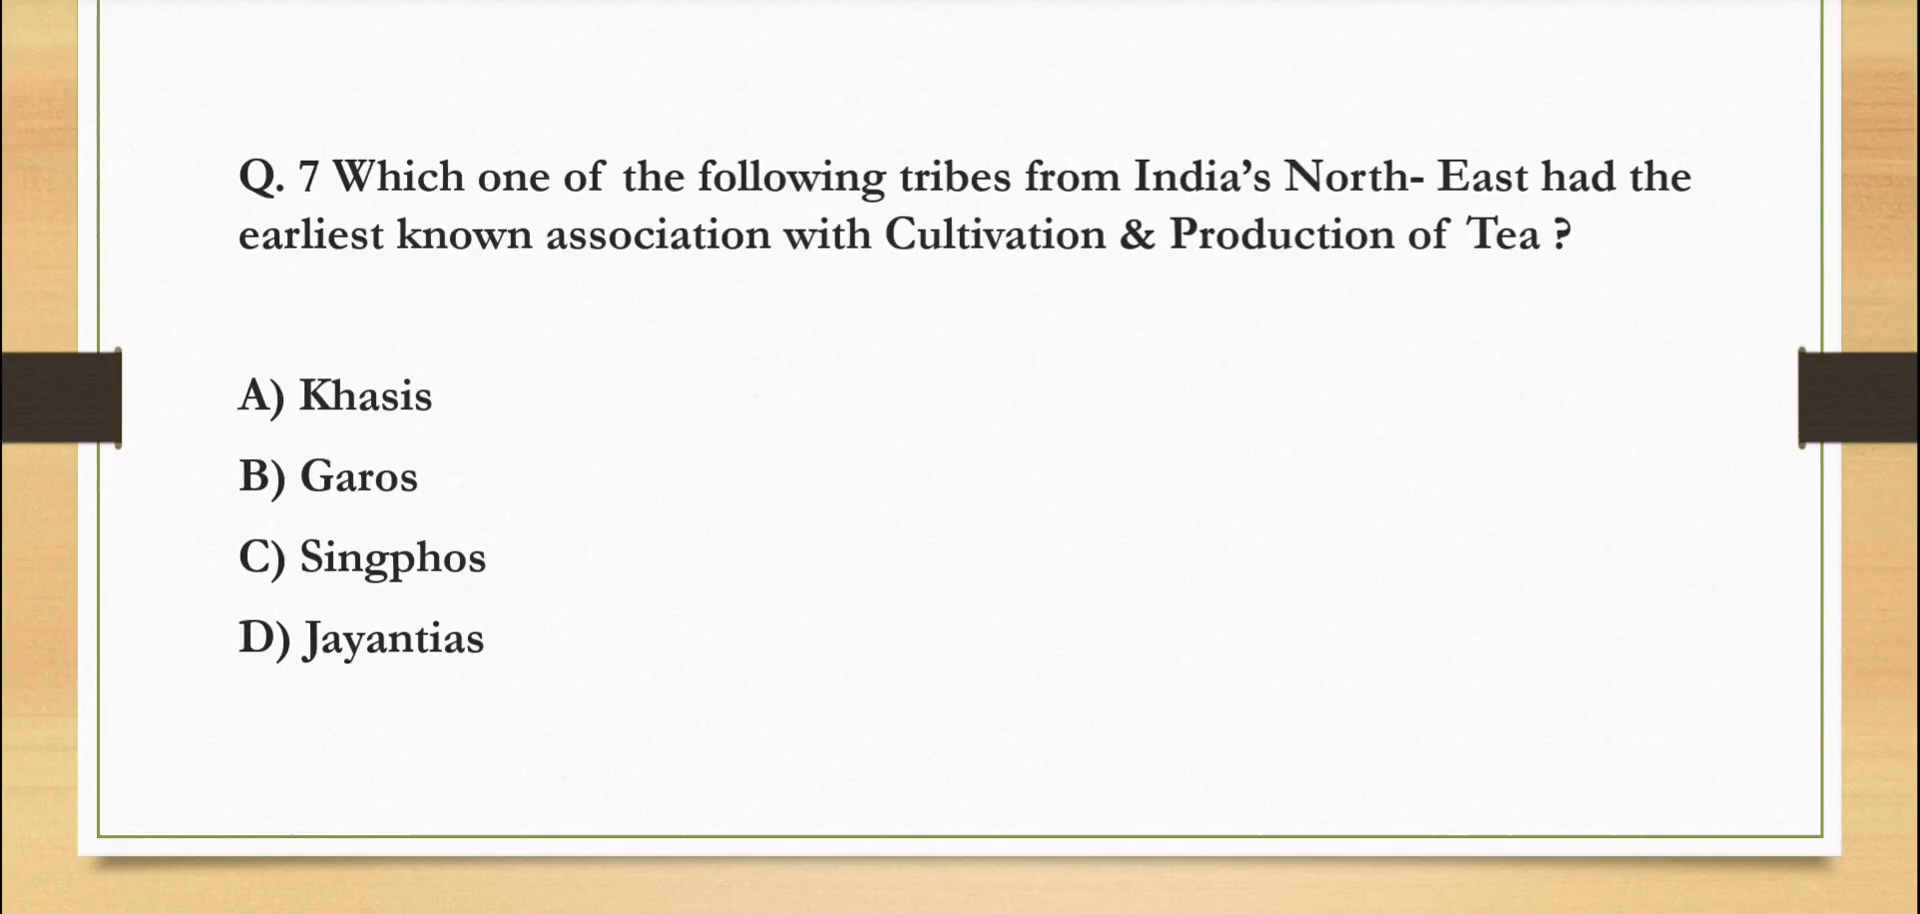 Q. 7 Which one of the following tribes from India’s North- East had the
earliest known association with Cultivation & Production of Tea ?
A) Khasis
B) Garos
C) Singphos
D) Jayantias